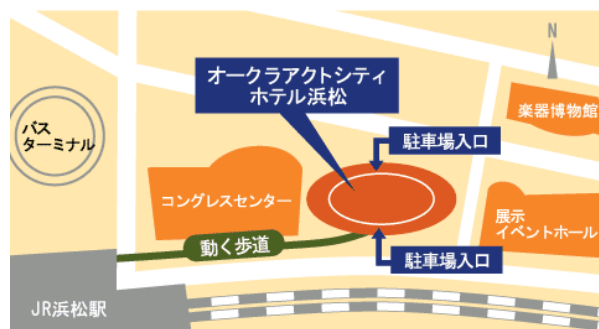 オークラアクトシティ
ホテル浜松
N
楽器博物館
バス
ターミナル
駐車場入口
コングレスセンター
展示
イベントホール
動く歩道
駐車場入口
JR浜松駅